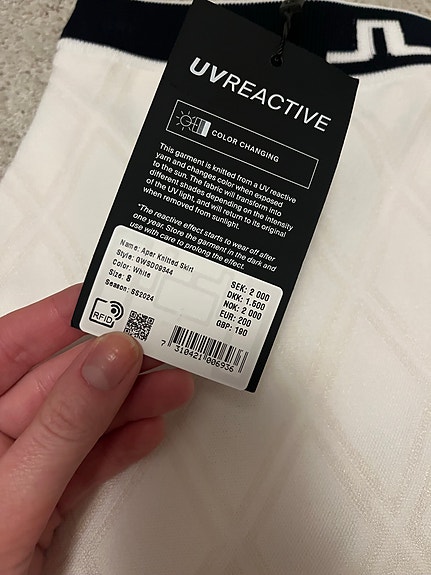 UVREACTIVE
COLOR CHANGING
This garment is knitted from a UV reactive
yarn and changes color when exposed
to the sun. The fabric will transform into
different shades depending on the intensity
of the UV light, and will return to its original
when removed from sunlight.
*The reactive effect starts to wear off after
one year. Store the garment in the dark and
use with care to prolong the effect.
Name: Aper Knitted Skirt
Style: GWSD09344
Color: White
Size: S
Season: SS2024
SEK: 2 000
DKK: 1.500
NOK: 2 000
EUR: 200
GBP: 190
RFID
7 310421 006936